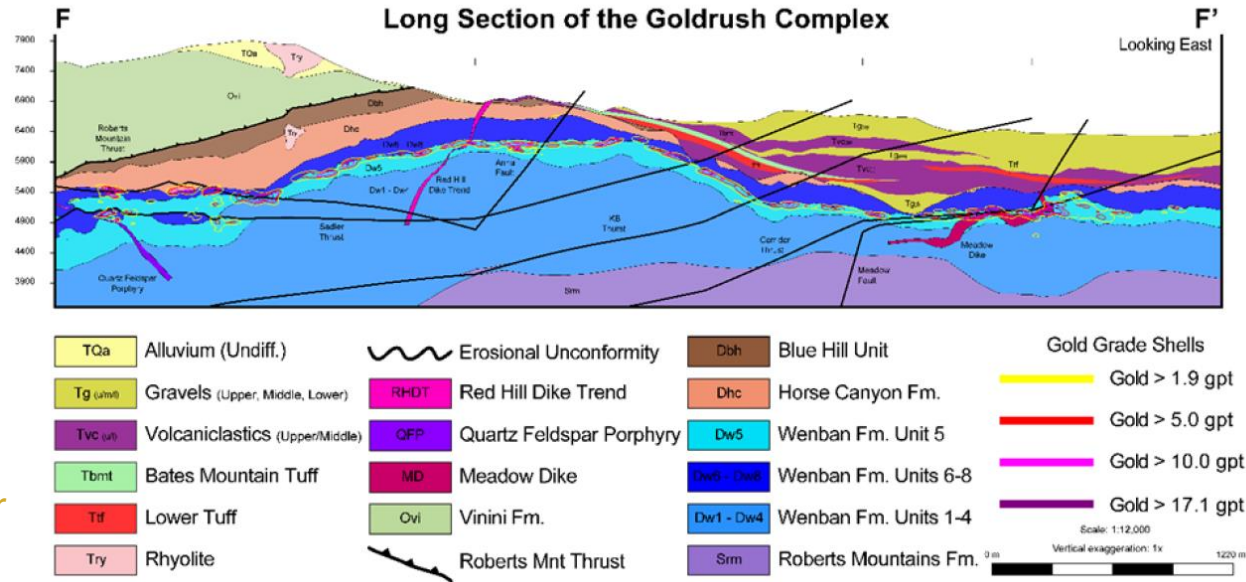 F
Long Section of the Goldrush Complex
F'
Looking East
7900
7400
6900
6400
5900
5400
4900
4400
3900
TQa
Try
Ovi
Dbh
Roberts
Mountain
Thrust
Try
Dhc
Dw5
Dw1 - Dw4
Red Hill
Dike Trend
Anna
Fault
Sadler
Thrust
KB
Thurst
Quartz Feldspar
Porphyry
Srm
Meadow
Fault
Meadow
Dike
Trf
TQa
Alluvium (Undiff.)
Tg (u/m/l)
Gravels (Upper, Middle, Lower)
Tvc (u/l)
Volcaniclastics (Upper/Middle)
Tbmt
Bates Mountain Tuff
Ttf
Lower Tuff
Try
Rhyolite
Erosional Unconformity
RHDT
Red Hill Dike Trend
QFP
Quartz Feldspar Porphyry
MD
Meadow Dike
Ovi
Vinini Fm.
Roberts Mnt Thrust
Dbh
Blue Hill Unit
Dhc
Horse Canyon Fm.
Dw5
Wenban Fm. Unit 5
Wenban Fm. Units 6-8
Dw1 - Dw4
Wenban Fm. Units 1-4
Srm
Roberts Mountains Fm.
Gold Grade Shells
Gold > 1.9 gpt
Gold > 5.0 gpt
Gold > 10.0 gpt
Gold > 17.1 gpt
Scale: 1:12,000
Vertical exaggeration: 1x
0 m
1220 m